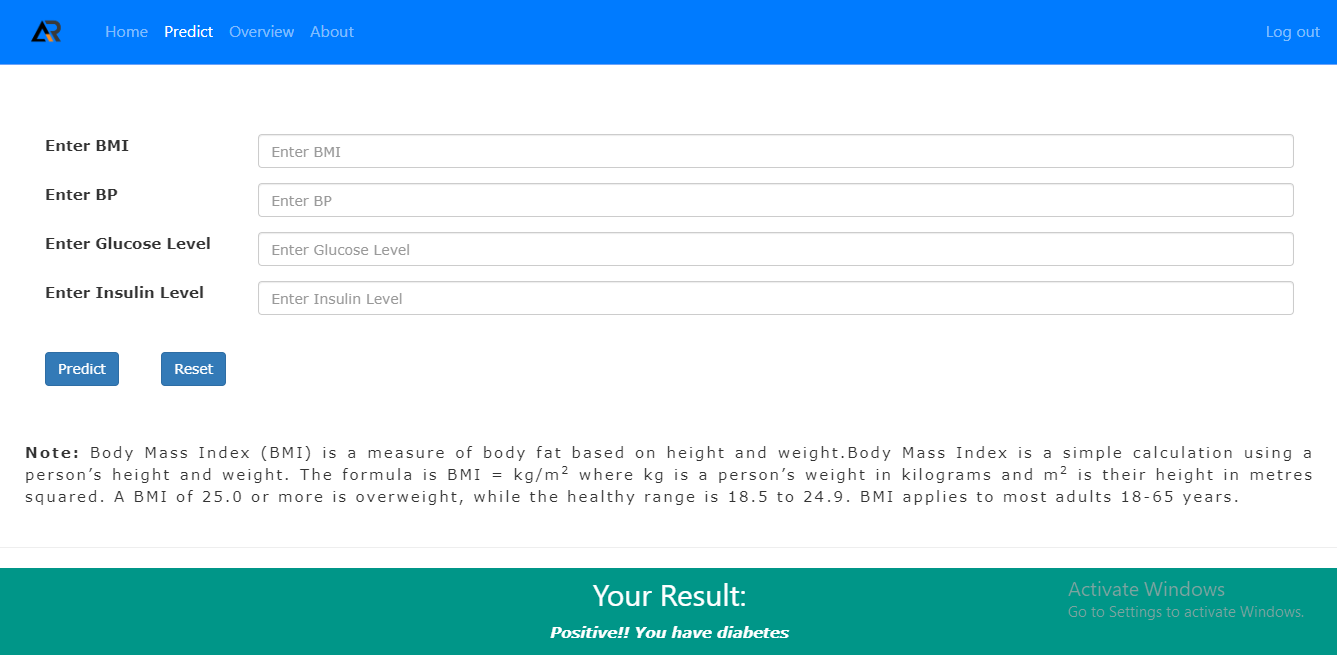 AR Home Predict Overview About Log out
Enter BMI Enter BMI
Enter BP Enter BP
Enter Glucose Level Enter Glucose Level
Enter Insulin Level Enter Insulin Level
Predict Reset
Note: Body Mass Index (BMI) is a measure of body fat based on height and weight.Body Mass Index is a simple calculation using a
person’s height and weight. The formula is BMI = kg/m² where kg is a person’s weight in kilograms and m² is their height in metres
squared. A BMI of 25.0 or more is overweight, while the healthy range is 18.5 to 24.9. BMI applies to most adults 18-65 years.
Your Result:
Positive!! You have diabetes
Activate Windows
Go to Settings to activate Windows.